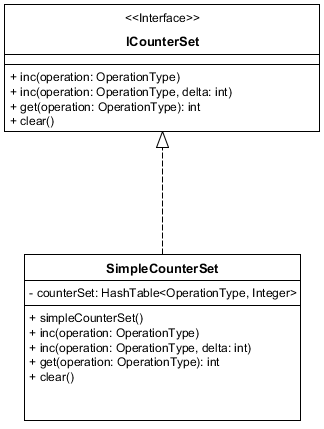 <<Interface>>
ICounterSet
+ inc(operation: OperationType)
+ inc(operation: OperationType, delta: int)
+ get(operation: OperationType): int
+ clear()
SimpleCounterSet
- counterSet: HashTable<OperationType, Integer>
+ simpleCounterSet()
+ inc(operation: OperationType)
+ inc(operation: OperationType, delta: int)
+ get(operation: OperationType): int
+ clear()